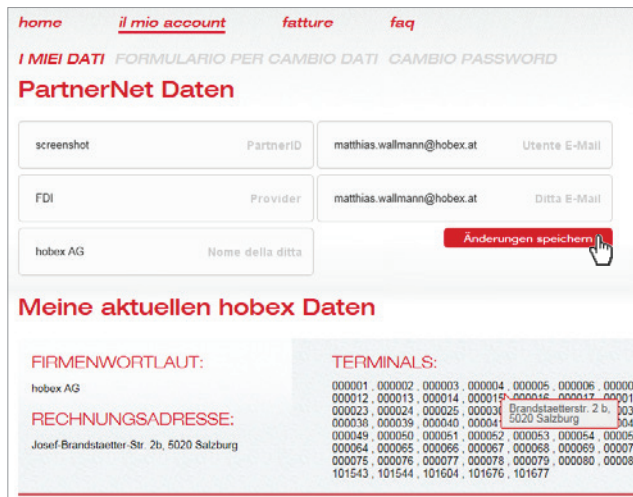 home il mio account fatture faq
I MIEI DATI FORMULARIO PER CAMBIO DATI CAMBIO PASSWORD
PartnerNet Daten
screenshot PartnerID matthias.wallmann@hobex.at Utente E-Mail
FDI Provider matthias.wallmann@hobex.at Ditta E-Mail
hobex AG Nome della ditta Änderungen speichern
Meine aktuellen hobex Daten
FIRMENWORTLAUT:
hobex AG
RECHNUNGSADRESSE:
Josef-Brandstaetter-Str. 2b, 5020 Salzburg
TERMINALS:
000001 , 000002 , 000003 , 000004 , 000005 , 000006 ,
000012 , 000013 , 000014 , 000015
000023 , 000024 , 000025 ,
000038 , 000039 , 000040 ,
Brandstaetterstr. 2 b,
5020 Salzburg
000049 , 000050 , 000051 , 000052 , 000053 , 000054 ,
000064 , 000065 , 000066 , 000067 , 000068 , 000069 ,
000075 , 000076 , 000077 , 000078 , 000079 , 000080 ,
101543 , 101544 , 101604 , 101676 , 101677